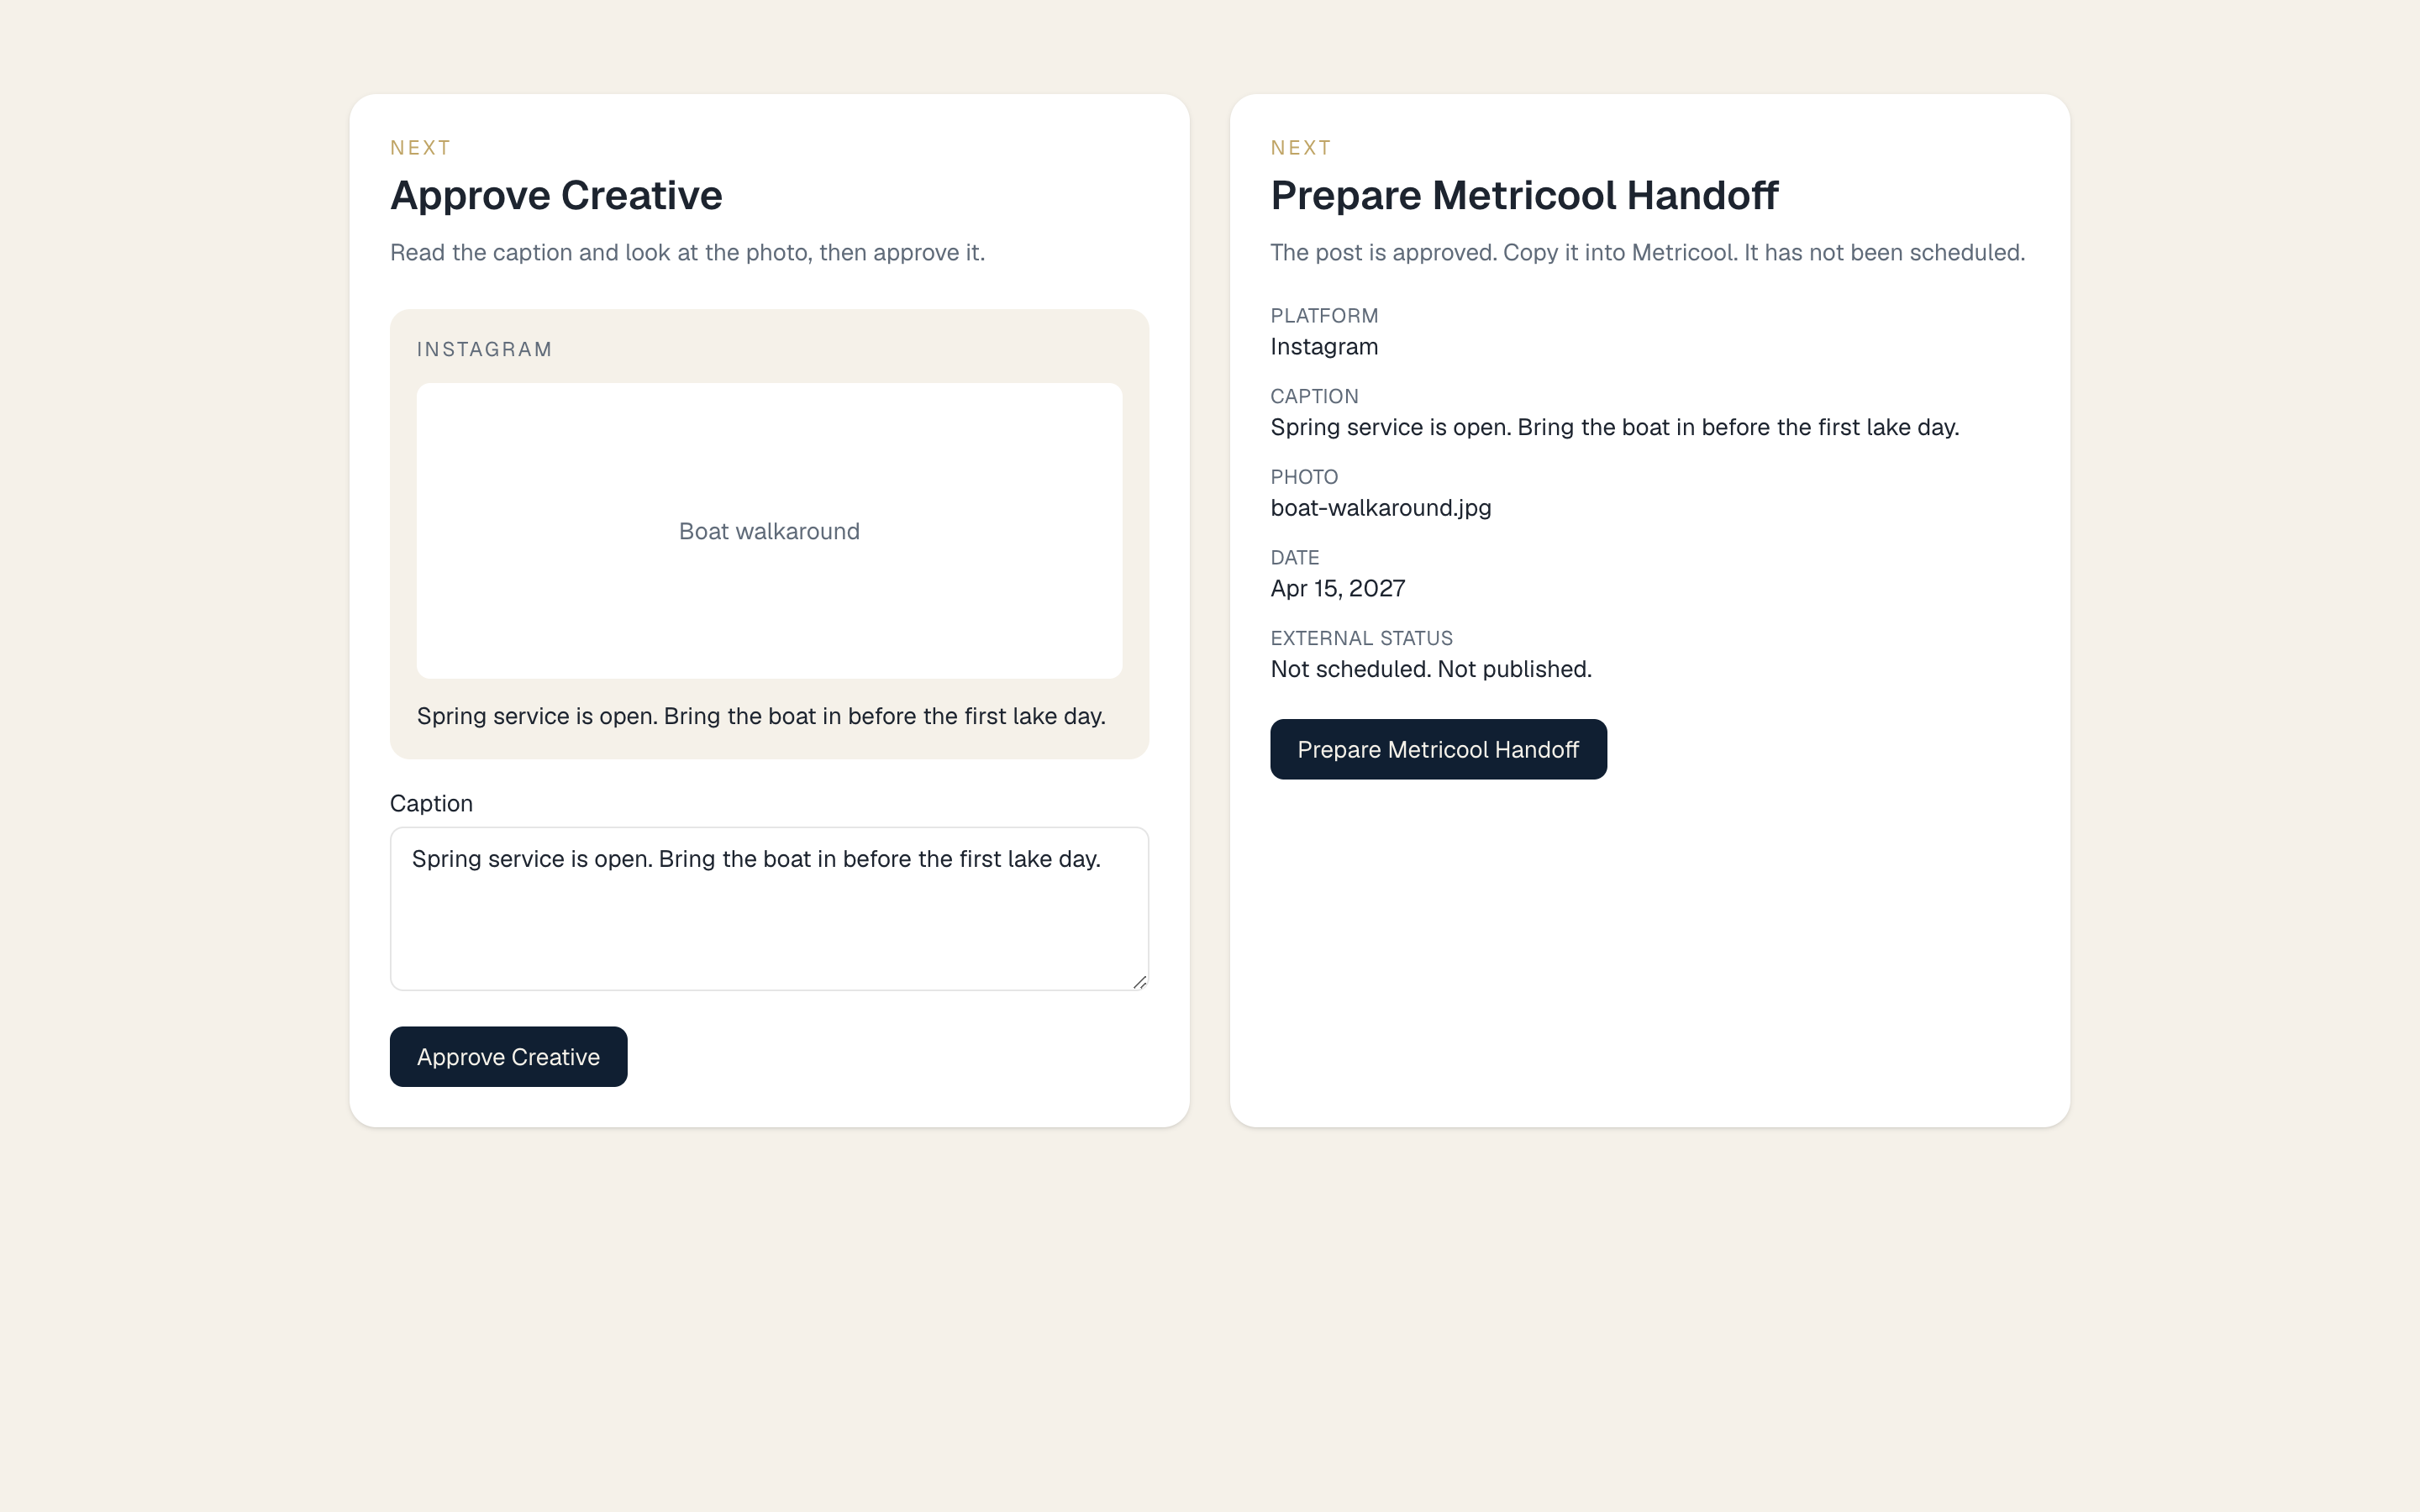 NEXT
Approve Creative
Read the caption and look at the photo, then approve it.
INSTAGRAM
Boat walkaround
Spring service is open. Bring the boat in before the first lake day.
Caption
Spring service is open. Bring the boat in before the first lake day.
Approve Creative
NEXT
Prepare Metricool Handoff
The post is approved. Copy it into Metricool. It has not been scheduled.
PLATFORM
Instagram
CAPTION
Spring service is open. Bring the boat in before the first lake day.
PHOTO
boat-walkaround.jpg
DATE
Apr 15, 2027
EXTERNAL STATUS
Not scheduled. Not published.
Prepare Metricool Handoff